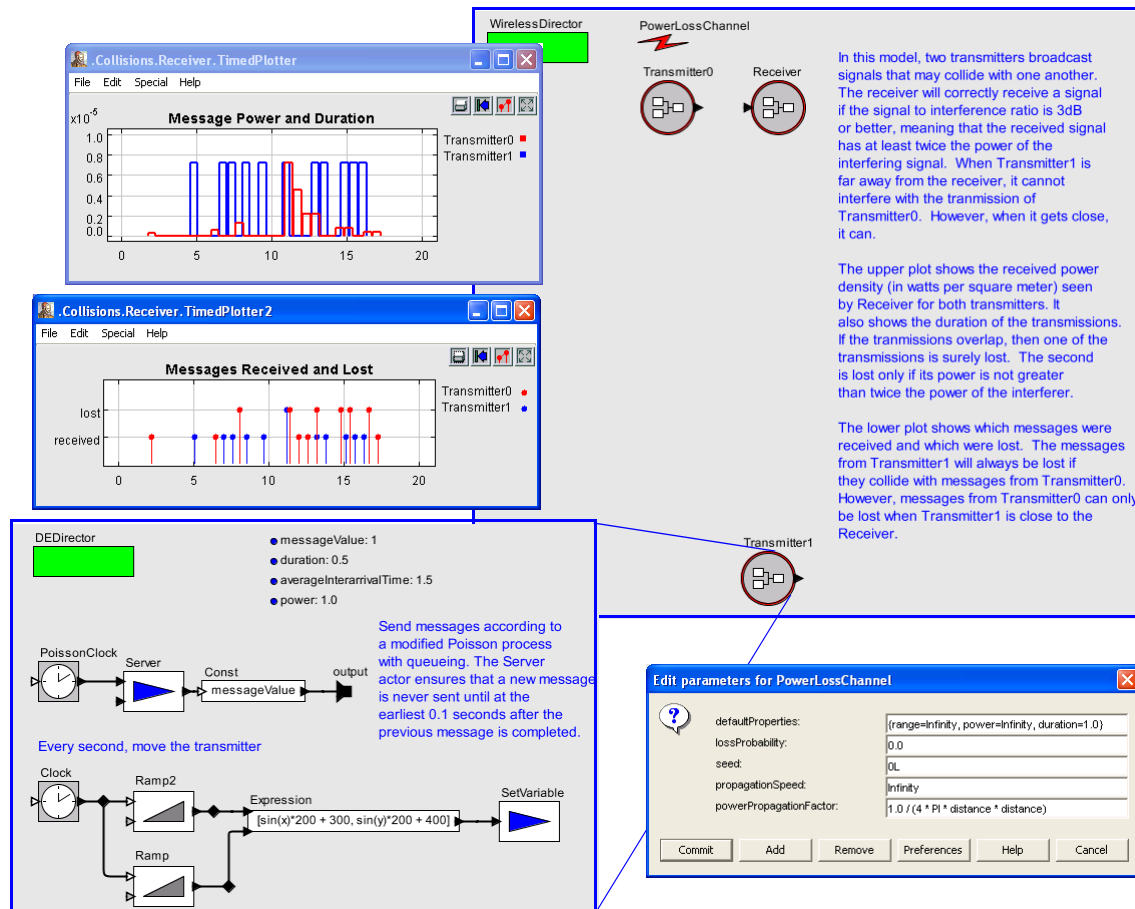 WirelessDirector
PowerLossChannel
Transmitter0
Receiver
In this model, two transmitters broadcast
signals that may collide with one another.
The receiver will correctly receive a signal
if the signal to interference ratio is 3dB
or better, meaning that the received signal
has at least twice the power of the
interfering signal. When Transmitter1 is
far away from the receiver, it cannot
interfere with the tranmission of
Transmitter0. However, when it gets close,
it can.
The upper plot shows the received power
density (in watts per square meter) seen
by Receiver for both transmitters. It
also shows the duration of the transmissions.
If the tranmissions overlap, then one of the
transmissions is surely lost. The second
is lost only if its power is not greater
than twice the power of the interferer.
The lower plot shows which messages were
received and which were lost. The messages
from Transmitter1 will always be lost if
they collide with messages from Transmitter0.
However, messages from Transmitter0 can only
be lost when Transmitter1 is close to the
Receiver.
Transmitter1
.Collisions.Receiver.TimedPlotter
File Edit Special Help
x10^-5
Message Power and Duration
1.0
0.8
0.6
0.4
0.2
0.0
0 5 10 15 20
Transmitter0
Transmitter1
.Collisions.Receiver.TimedPlotter2
File Edit Special Help
Messages Received and Lost
lost
received
0 5 10 15 20
Transmitter0
Transmitter1
DEDirector
messageValue: 1
duration: 0.5
averageInterarrivalTime: 1.5
power: 1.0
Send messages according to
a modified Poisson process
with queueing. The Server
actor ensures that a new message
is never sent until at the
earliest 0.1 seconds after the
previous message is completed.
PoissonClock
Server
Const
messageValue
output
Every second, move the transmitter
Clock
Ramp2
Ramp
Expression
[sin(x)*200 + 300, sin(y)*200 + 400]
SetVariable
Edit parameters for PowerLossChannel
defaultProperties: {range=Infinity, power=Infinity, duration=1.0}
lossProbability: 0.0
seed: 0L
propagationSpeed: Infinity
powerPropagationFactor: 1.0 / (4 * PI * distance * distance)
Commit Add Remove Preferences Help Cancel